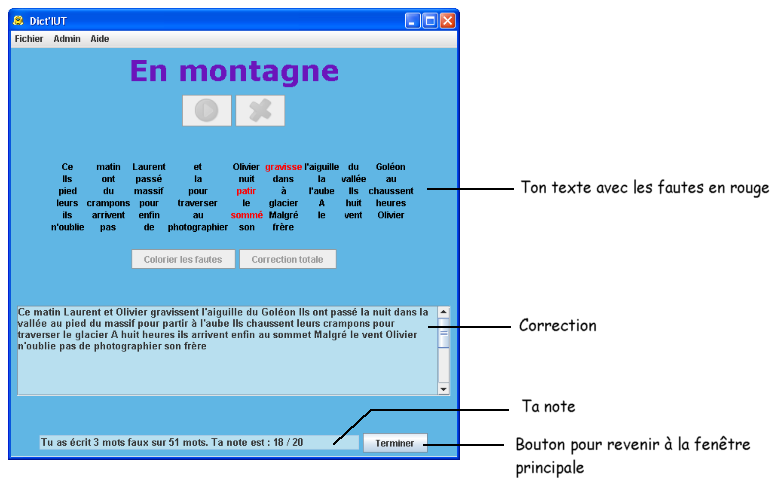 Dict'IUT
Fichier Admin Aide
En montagne
Ce matin Laurent et Olivier gravisse l'aiguille du Goléon
Ils ont passé la nuit dans la vallée au
pied du massif pour patir à l'aube Ils chaussent
leurs crampons pour traverser le glacier A huit heures
ils arrivent enfin au sommé Malgré le vent Olivier
n'oublie pas de photographier son frère
Ton texte avec les fautes en rouge
Colorier les fautes Correction totale
Ce matin Laurent et Olivier gravissent l'aiguille du Goléon Ils ont passé la nuit dans la
vallée au pied du massif pour partir à l'aube Ils chaussent leurs crampons pour
traverser le glacier A huit heures ils arrivent enfin au sommet Malgré le vent Olivier
n'oublie pas de photographier son frère
Correction
Ta note
Tu as écrit 3 mots faux sur 51 mots. Ta note est : 18 / 20
Terminer
Bouton pour revenir à la fenêtre
principale